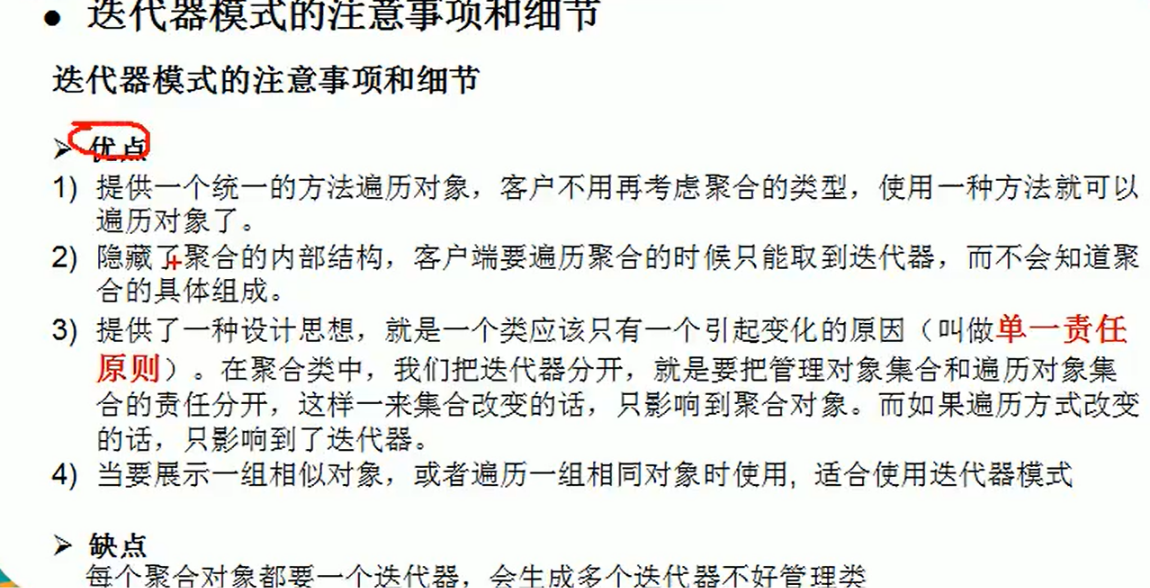 ● 迭代器模式的注意事项和细节
迭代器模式的注意事项和细节
➢ 优点
1) 提供一个统一的方法遍历对象，客户不用再考虑聚合的类型，使用一种方法就可以
遍历对象了。
2) 隐藏了聚合的内部结构，客户端要遍历聚合的时候只能取到迭代器，而不会知道聚
合的具体组成。
3) 提供了一种设计思想，就是一个类应该只有一个引起变化的原因（叫做单一责任
原则）。在聚合类中，我们把迭代器分开，就是要把管理对象集合和遍历对象集
合的责任分开，这样一来集合改变的话，只影响到聚合对象。而如果遍历方式改变
的话，只影响到了迭代器。
4) 当要展示一组相似对象，或者遍历一组相同对象时使用, 适合使用迭代器模式
➢ 缺点
每个聚合对象都要一个迭代器，会生成多个迭代器不好管理类